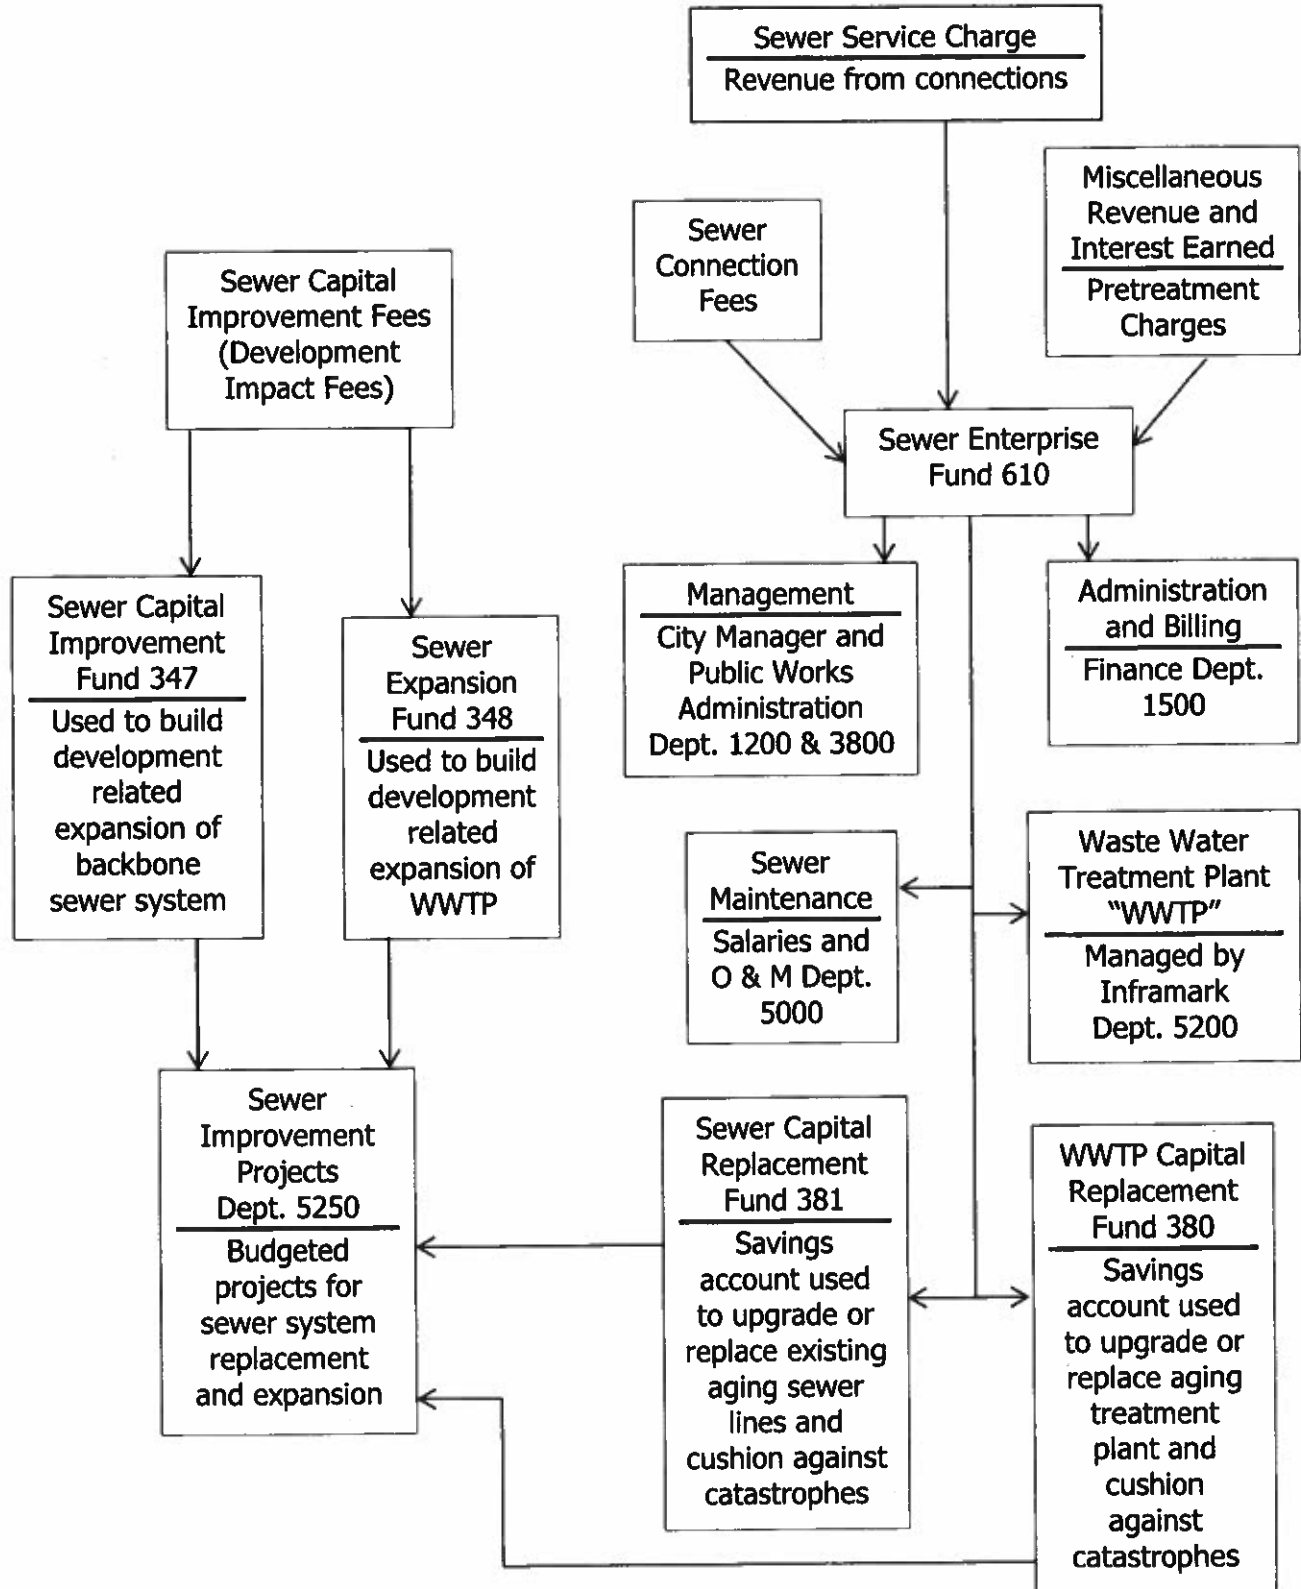 Sewer Service Charge
Revenue from connections
Miscellaneous
Revenue and
Interest Earned
Pretreatment
Charges
Sewer
Connection
Fees
Sewer Capital
Improvement Fees
(Development
Impact Fees)
Sewer Enterprise
Fund 610
Management
City Manager and
Public Works
Administration
Dept. 1200 & 3800
Administration
and Billing
Finance Dept.
1500
Sewer Capital
Improvement
Fund 347
Used to build
development
related
expansion of
backbone
sewer system
Sewer
Expansion
Fund 348
Used to build
development
related
expansion of
WWTP
Sewer
Maintenance
Salaries and
O & M Dept.
5000
Waste Water
Treatment Plant
"WWTP"
Managed by
Inframark
Dept. 5200
Sewer
Improvement
Projects
Dept. 5250
Budgeted
projects for
sewer system
replacement
and expansion
Sewer Capital
Replacement
Fund 381
Savings
account used
to upgrade or
replace existing
aging sewer
lines and
cushion against
catastrophes
WWTP Capital
Replacement
Fund 380
Savings
account used
to upgrade or
replace aging
treatment
plant and
cushion
against
catastrophes